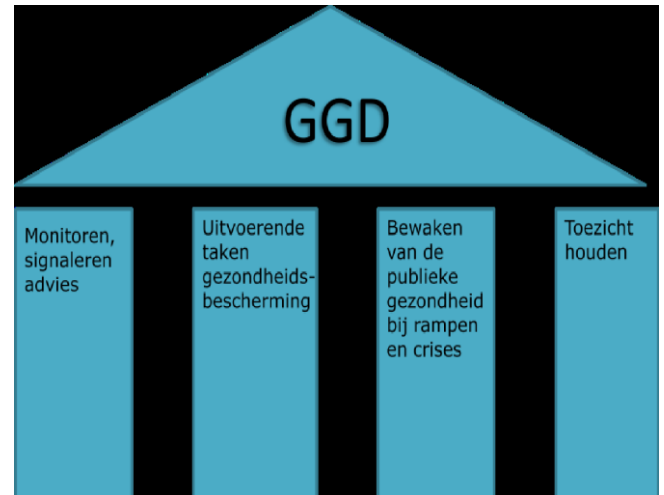 GGD
Monitoren,
signaleren
advies
Uitvoerende
taken
gezondheids-
bescherming
Bewaken
van de
publieke
gezondheid
bij rampen
en crises
Toezicht
houden